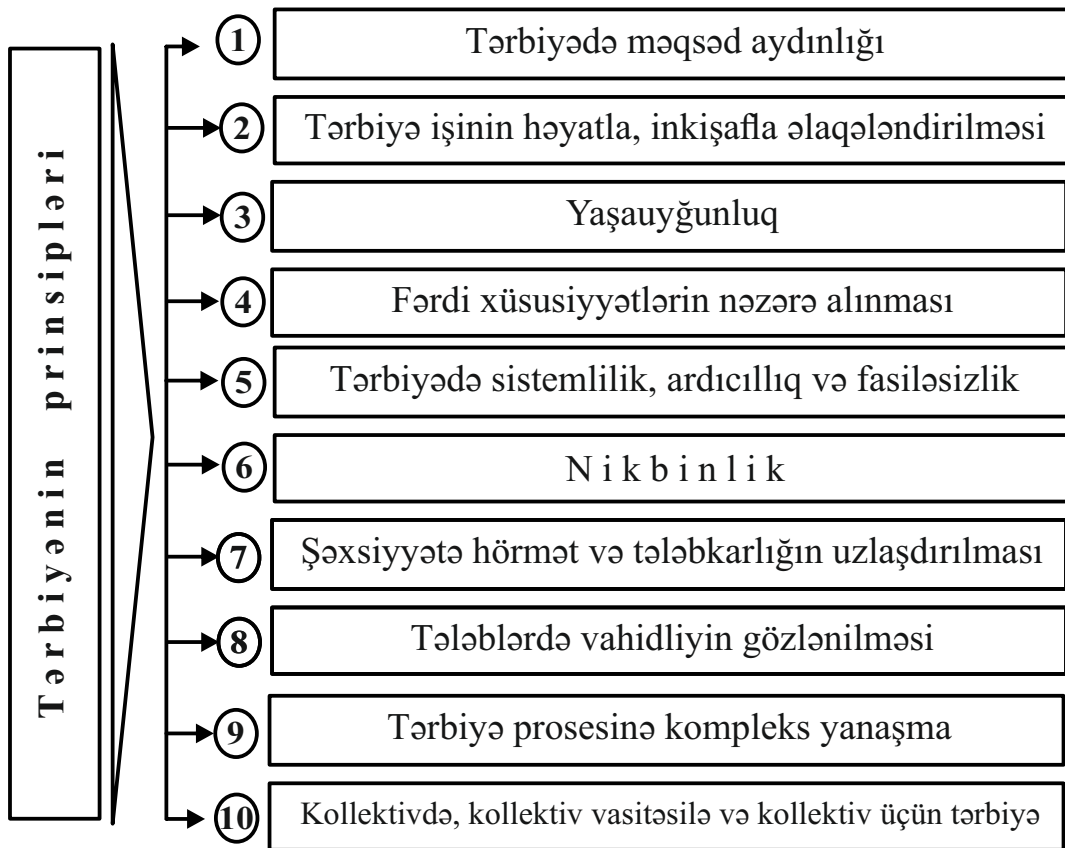 Tərbiyənin prinsipləri
1 Tərbiyədə məqsəd aydınlığı
2 Tərbiyə işinin həyatla, inkişafla əlaqələndirilməsi
3 Yaşauyğunluq
4 Fərdi xüsusiyyətlərin nəzərə alınması
5 Tərbiyədə sistemlilik, ardıcıllıq və fasiləsizlik
6 Nikbinlik
7 Şəxsiyyətə hörmət və tələbkarlığın uzlaşdırılması
8 Tələblərdə vahidliyin gözlənilməsi
9 Tərbiyə prosesinə kompleks yanaşma
10 Kollektivdə, kollektiv vasitəsilə və kollektiv üçün tərbiyə